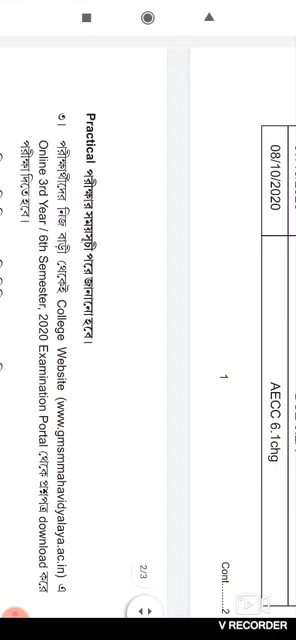 08/10/2020
AECC 6.1chg
1
Cont........2
2/3
Practical পরীক্ষার সময়সূচী পরে জানানো হবে।
৩। পরীক্ষার্থীদের নিজ বাড়ী থেকেই College Website (www.gmsmmahavidyalaya.ac.in) এ
Online 3rd Year / 6th Semester, 2020 Examination Portal থেকে প্রশ্নপত্র download করে
পরীক্ষা দিতে হবে।
V RECORDER